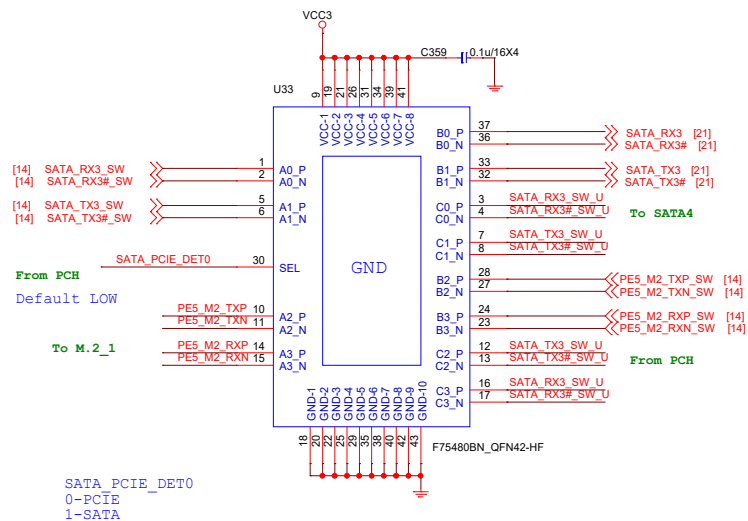 VCC3
C359 0.1u/16X4
U33
9 19 21 26 31 34 39 41
VCC-1 VCC-2 VCC-3 VCC-4 VCC-5 VCC-6 VCC-7 VCC-8
[14] SATA_RX3_SW 1 A0_P
[14] SATA_RX3#_SW 2 A0_N
[14] SATA_TX3_SW 5 A1_P
[14] SATA_TX3#_SW 6 A1_N
SATA_PCIE_DET0 30 SEL
From PCH
Default LOW
PE5_M2_TXP 10 A2_P
PE5_M2_TXN 11 A2_N
To M.2_1
PE5_M2_RXP 14 A3_P
PE5_M2_RXN 15 A3_N
GND
B0_P 37 SATA_RX3 [21]
B0_N 36 SATA_RX3# [21]
B1_P 33 SATA_TX3 [21]
B1_N 32 SATA_TX3# [21]
C0_P 3 SATA_RX3_SW_U
C0_N 4 SATA_RX3#_SW_U
To SATA4
C1_P 7 SATA_TX3_SW_U
C1_N 8 SATA_TX3#_SW_U
B2_P 28 PE5_M2_TXP_SW [14]
B2_N 27 PE5_M2_TXN_SW [14]
B3_P 24 PE5_M2_RXP_SW [14]
B3_N 23 PE5_M2_RXN_SW [14]
C2_P 12 SATA_TX3_SW_U
C2_N 13 SATA_TX3#_SW_U
From PCH
C3_P 16 SATA_RX3_SW_U
C3_N 17 SATA_RX3#_SW_U
GND-1 GND-2 GND-3 GND-4 GND-5 GND-6 GND-7 GND-8 GND-9 GND-10
18 20 22 25 29 35 38 40 42 43
F75480BN_QFN42-HF
SATA_PCIE_DET0
0-PCIE
1-SATA